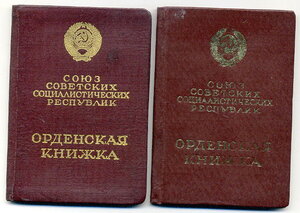 СОЮЗ
СОВЕТСКИХ
СОЦИАЛИСТИЧЕСКИХ
РЕСПУБЛИК
ОРДЕНСКАЯ
КНИЖКА
СОЮЗ
СОВЕТСКИХ
СОЦИАЛИСТИЧЕСКИХ
РЕСПУБЛИК
ОРДЕНСКАЯ
КНИЖКА